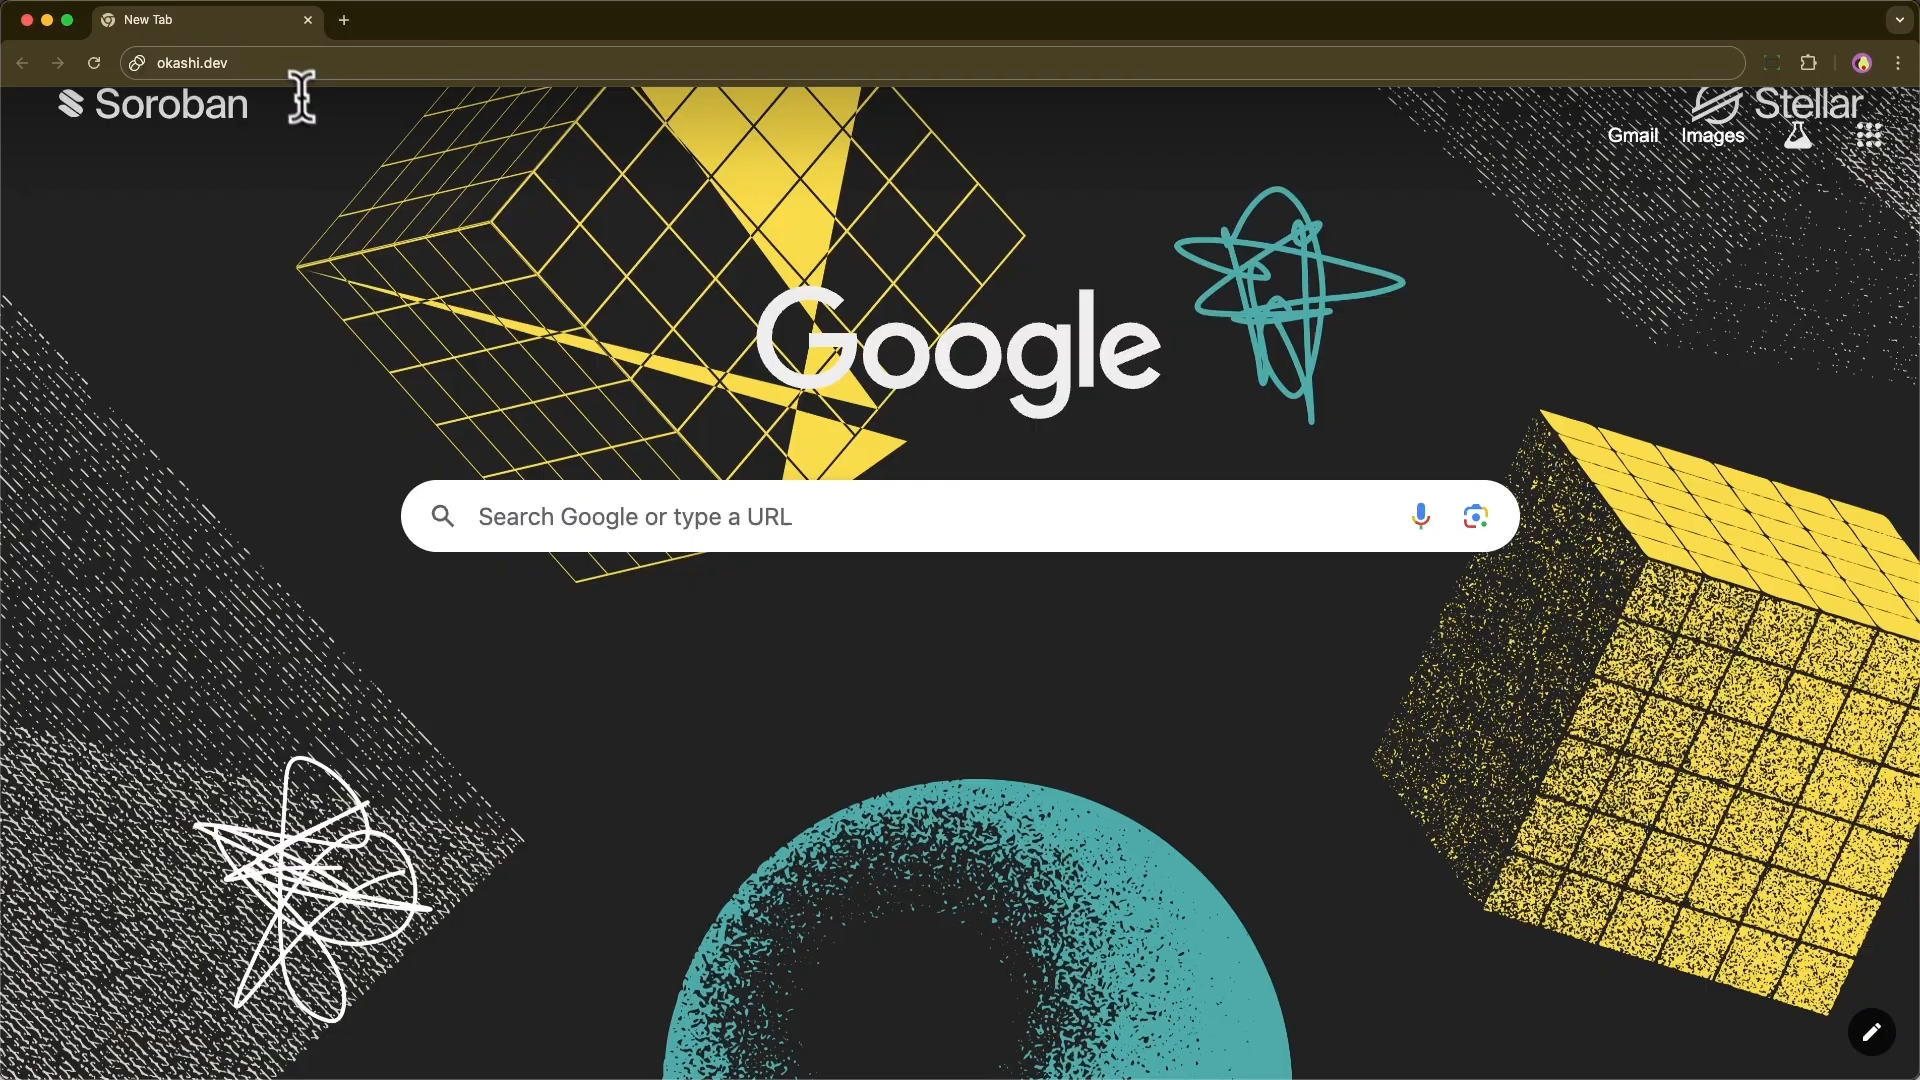 New Tab
okashi.dev
Soroban
Stellar
Gmail Images
Google
Search Google or type a URL